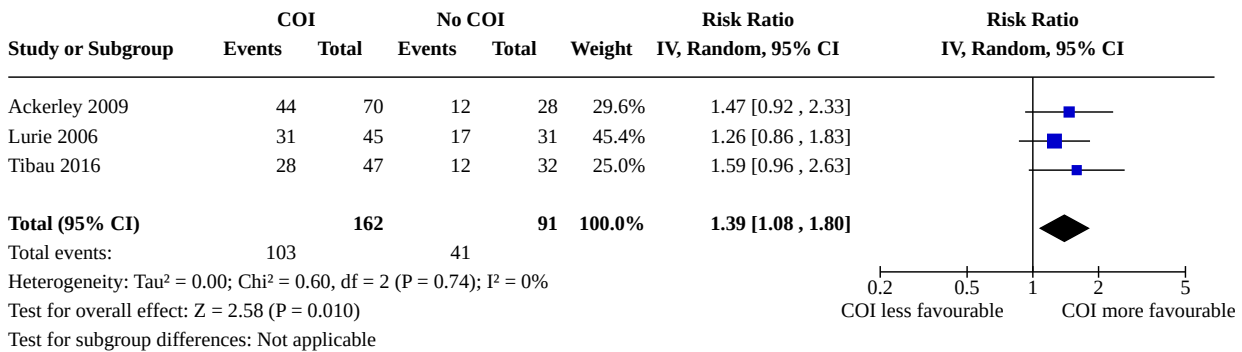 COI No COI Risk Ratio Risk Ratio
Study or Subgroup Events Total Events Total Weight IV, Random, 95% CI IV, Random, 95% CI
Ackerley 2009 44 70 12 28 29.6% 1.47 [0.92 , 2.33]
Lurie 2006 31 45 17 31 45.4% 1.26 [0.86 , 1.83]
Tibau 2016 28 47 12 32 25.0% 1.59 [0.96 , 2.63]
Total (95% CI) 162 91 100.0% 1.39 [1.08 , 1.80]
Total events: 103 41
Heterogeneity: Tau² = 0.00; Chi² = 0.60, df = 2 (P = 0.74); I² = 0%
0.2 0.5 1 2 5
Test for overall effect: Z = 2.58 (P = 0.010) COI less favourable COI more favourable
Test for subgroup differences: Not applicable